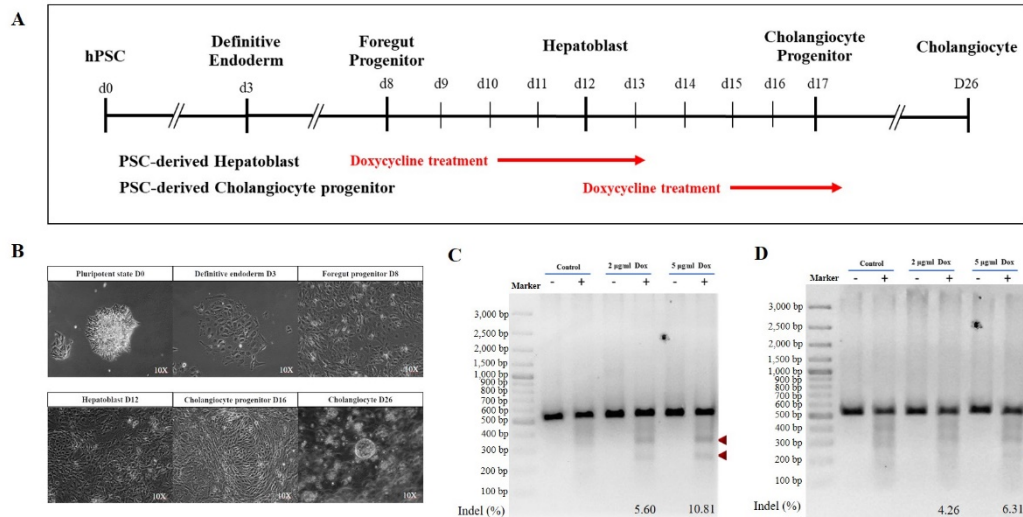 A
hPSC
Definitive
Endoderm
Foregut
Progenitor
Hepatoblast
Cholangiocyte
Progenitor
Cholangiocyte
d0 d3 d8 d9 d10 d11 d12 d13 d14 d15 d16 d17 D26
PSC-derived Hepatoblast Doxycycline treatment
PSC-derived Cholangiocyte progenitor Doxycycline treatment
B
Pluripotent state D0 Definitive endoderm D3 Foregut progenitor D8
10X 10X 10X
Hepatoblast D12 Cholangiocyte progenitor D16 Cholangiocyte D26
10X 10X 10X
C
Control 2 µg/ml Dox 5 µg/ml Dox
Marker - + - + - +
3,000 bp
2,500 bp
2,000 bp
1,500 bp
1,000 bp
900 bp
800 bp
700 bp
600 bp
500 bp
400 bp
300 bp
200 bp
100 bp
Indel (%) 5.60 10.81
D
Control 2 µg/ml Dox 5 µg/ml Dox
Marker - + - + - +
3,000 bp
2,500 bp
2,000 bp
1,500 bp
1,000 bp
900 bp
800 bp
700 bp
600 bp
500 bp
400 bp
300 bp
200 bp
100 bp
Indel (%) 4.26 6.31